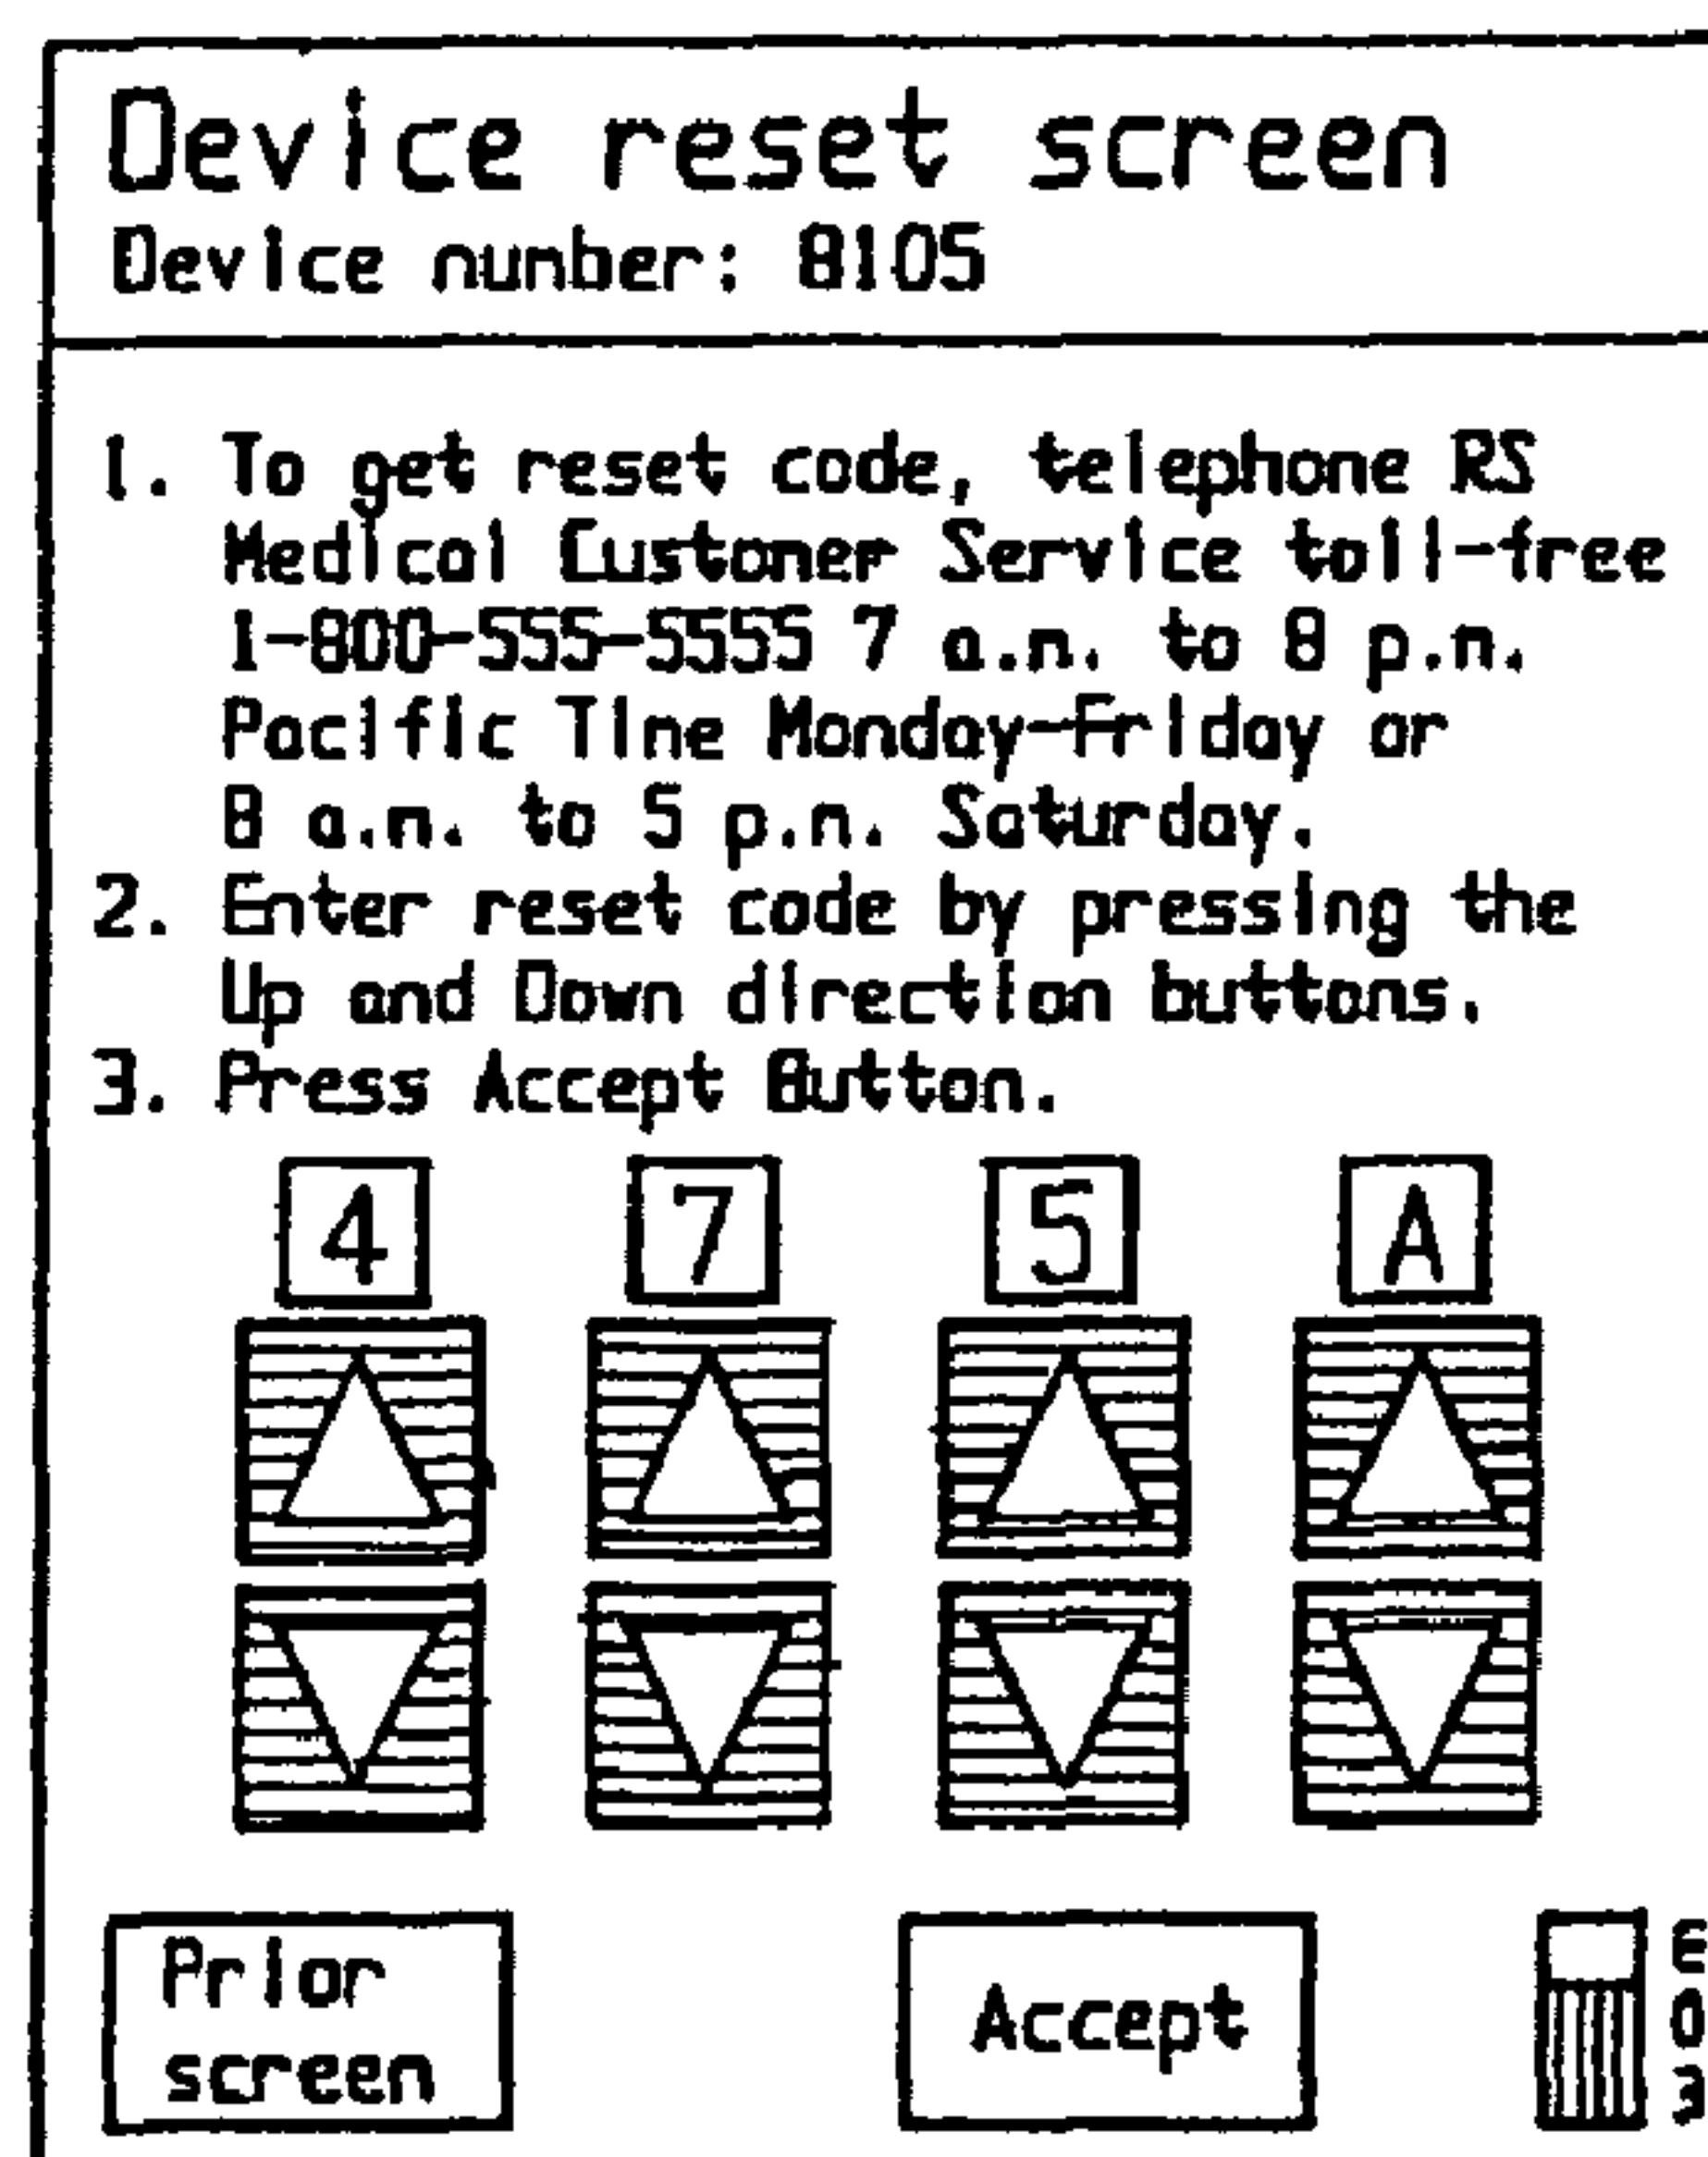 Device reset screen
Device number: 8105
1. To get reset code, telephone RS
Medical Customer Service toll-free
1-800-555-5555 7 a.m. to 8 p.m.
Pacific Time Monday-Friday or
8 a.m. to 5 p.m. Saturday.
2. Enter reset code by pressing the
Up and Down direction buttons.
3. Press Accept Button.
4 7 5 A
Prior
screen
Accept
E
0
3